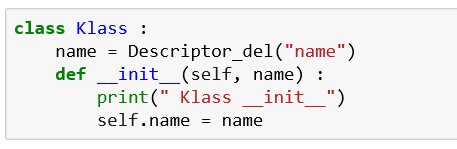 class Klass :
    name = Descriptor_del("name")
    def __init__(self, name) :
        print(" Klass __init__")
        self.name = name